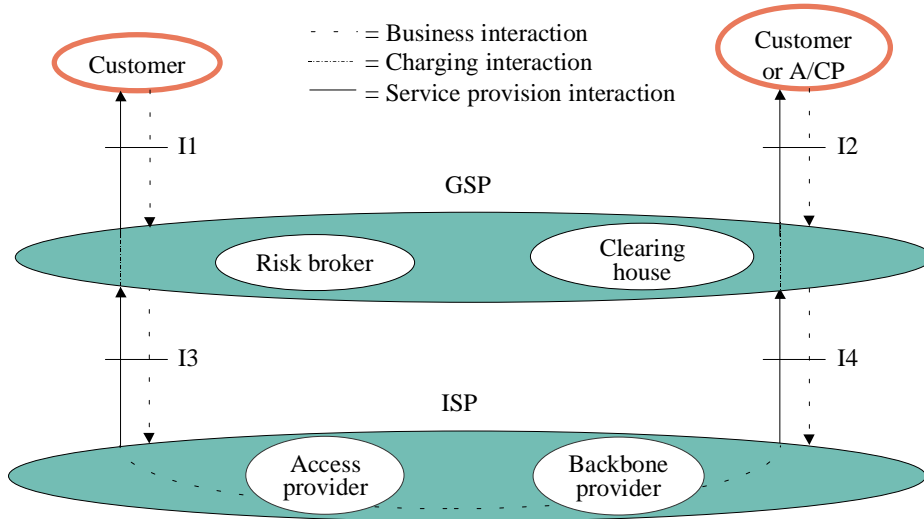 Customer
= Business interaction
= Charging interaction
= Service provision interaction
Customer
or A/CP
I1
I2
GSP
Risk broker
Clearing
house
I3
I4
ISP
Access
provider
Backbone
provider